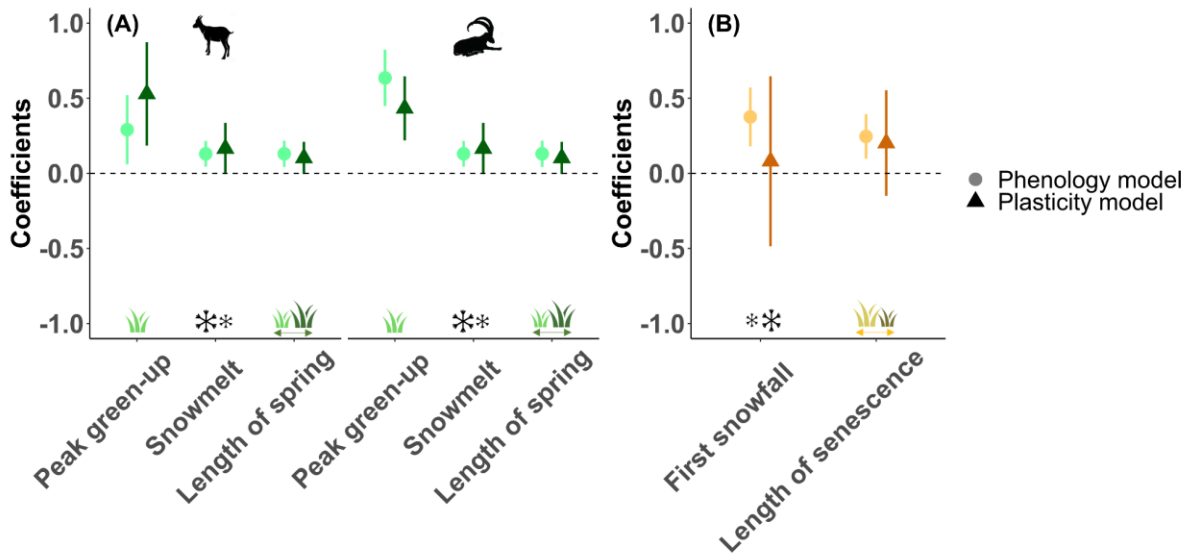 (A)
(B)
1.0
0.5
0.0
-0.5
-1.0
Coefficients
Peak green-up
Snowmelt
Length of spring
Peak green-up
Snowmelt
Length of spring
1.0
0.5
0.0
-0.5
-1.0
Coefficients
First snowfall
Length of senescence
Phenology model
Plasticity model